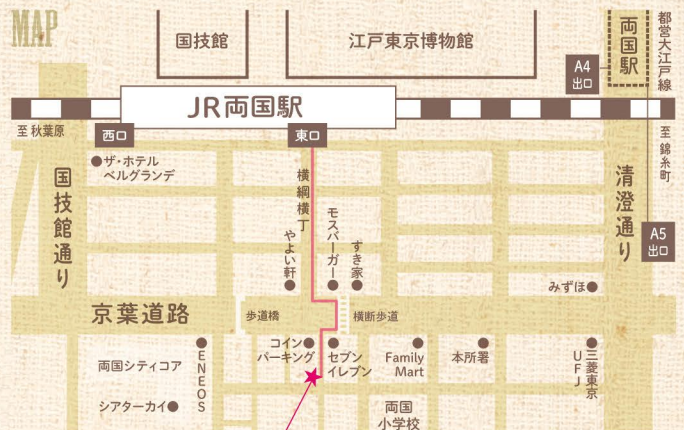 MAP
国技館
江戸東京博物館
両国駅
都営大江戸線
A4
出口
JR両国駅
至 秋葉原
西口
東口
至 錦糸町
ザ・ホテル
ベルグランデ
国技館通り
横綱横丁
清澄通り
A5
出口
やよい軒
モスバーガー
すき家
みずほ
京葉道路
歩道橋
横断歩道
両国シティコア
ENEOS
コイン
パーキング
セブン
イレブン
Family
Mart
本所署
三菱東京
UFJ
シアターカイ
両国
小学校